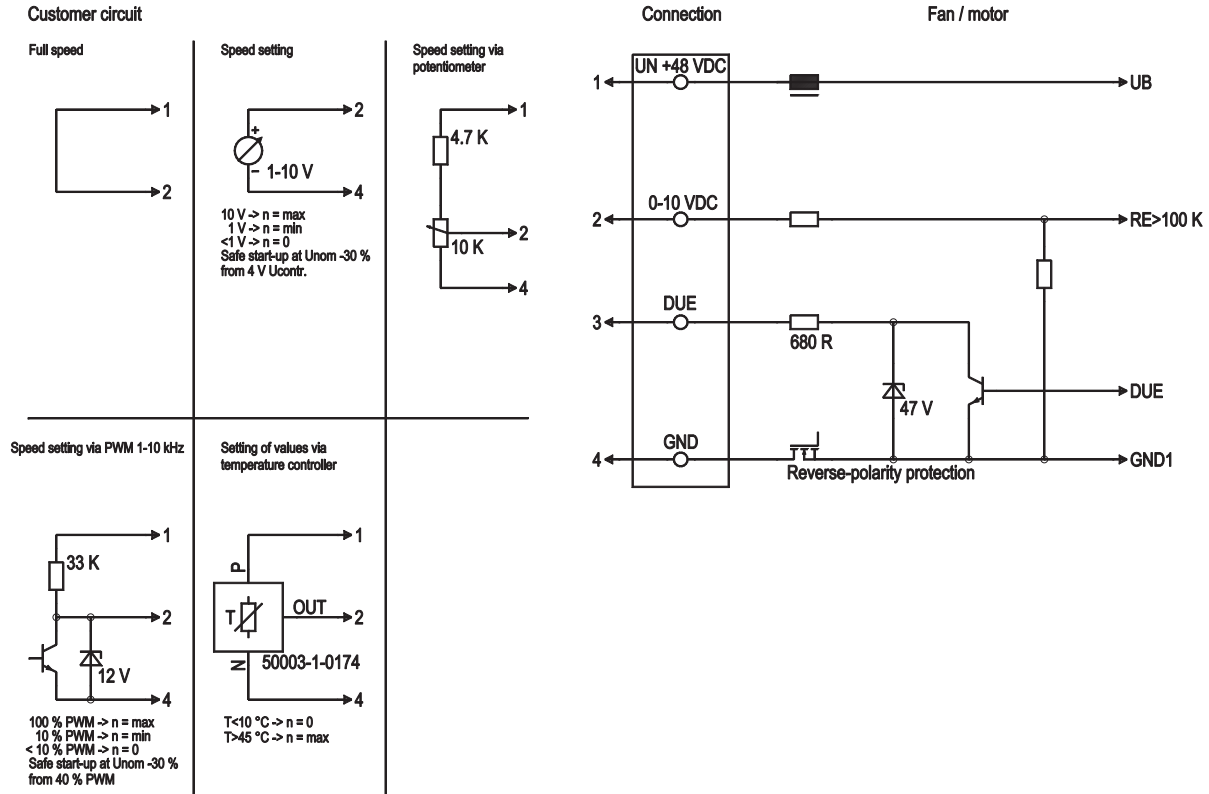 Customer circuit
Full speed
1
2
Speed setting
2
+
–
1-10 V
4
10 V -> n = max
1 V -> n = min
<1 V -> n = 0
Safe start-up at Unom -30 %
from 4 V Ucontr.
Speed setting via
potentiometer
1
4.7 K
2
10 K
4
Speed setting via PWM 1-10 kHz
1
33 K
2
12 V
4
100 % PWM -> n = max
10 % PWM -> n = min
< 10 % PWM -> n = 0
Safe start-up at Unom -30 %
from 40 % PWM
Setting of values via
temperature controller
1
P
T
OUT
2
N
50003-1-0174
4
T<10 °C -> n = 0
T>45 °C -> n = max
Connection
Fan / motor
UN +48 VDC
1
UB
0-10 VDC
2
RE>100 K
DUE
3
680 R
47 V
DUE
GND
4
GND1
Reverse-polarity protection